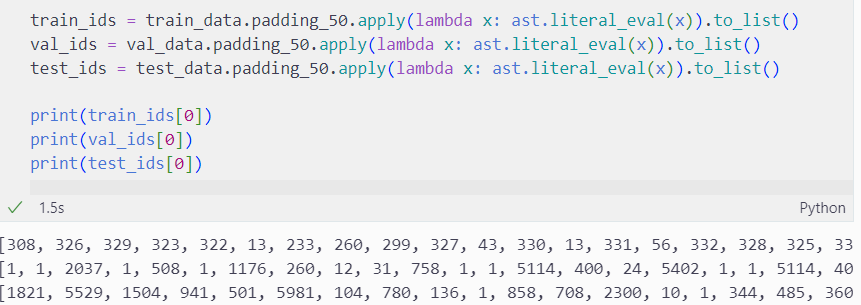 train_ids = train_data.padding_50.apply(lambda x: ast.literal_eval(x)).to_list()
val_ids = val_data.padding_50.apply(lambda x: ast.literal_eval(x)).to_list()
test_ids = test_data.padding_50.apply(lambda x: ast.literal_eval(x)).to_list()
print(train_ids[0])
print(val_ids[0])
print(test_ids[0])
1.5s Python
[308, 326, 329, 323, 322, 13, 233, 260, 299, 327, 43, 330, 13, 331, 56, 332, 328, 325, 33
[1, 1, 2037, 1, 508, 1, 1176, 260, 12, 31, 758, 1, 1, 5114, 400, 24, 5402, 1, 1, 5114, 40
[1821, 5529, 1504, 941, 501, 5981, 104, 780, 136, 1, 858, 708, 2300, 10, 1, 344, 485, 360